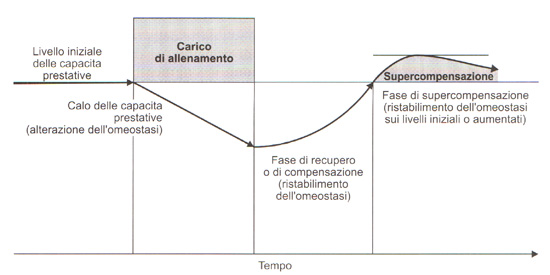 Livello iniziale
delle capacita
prestative
Carico
di allenamento
Calo delle capacita
prestative
(alterazione dell'omeostasi)
Fase di recupero
o di compensazione
(ristabilimento
dell'omeostasi)
Supercompensazione
Fase di supercompensazione
(ristabilimento dell'omeostasi
sui livelli iniziali o aumentati)
Tempo